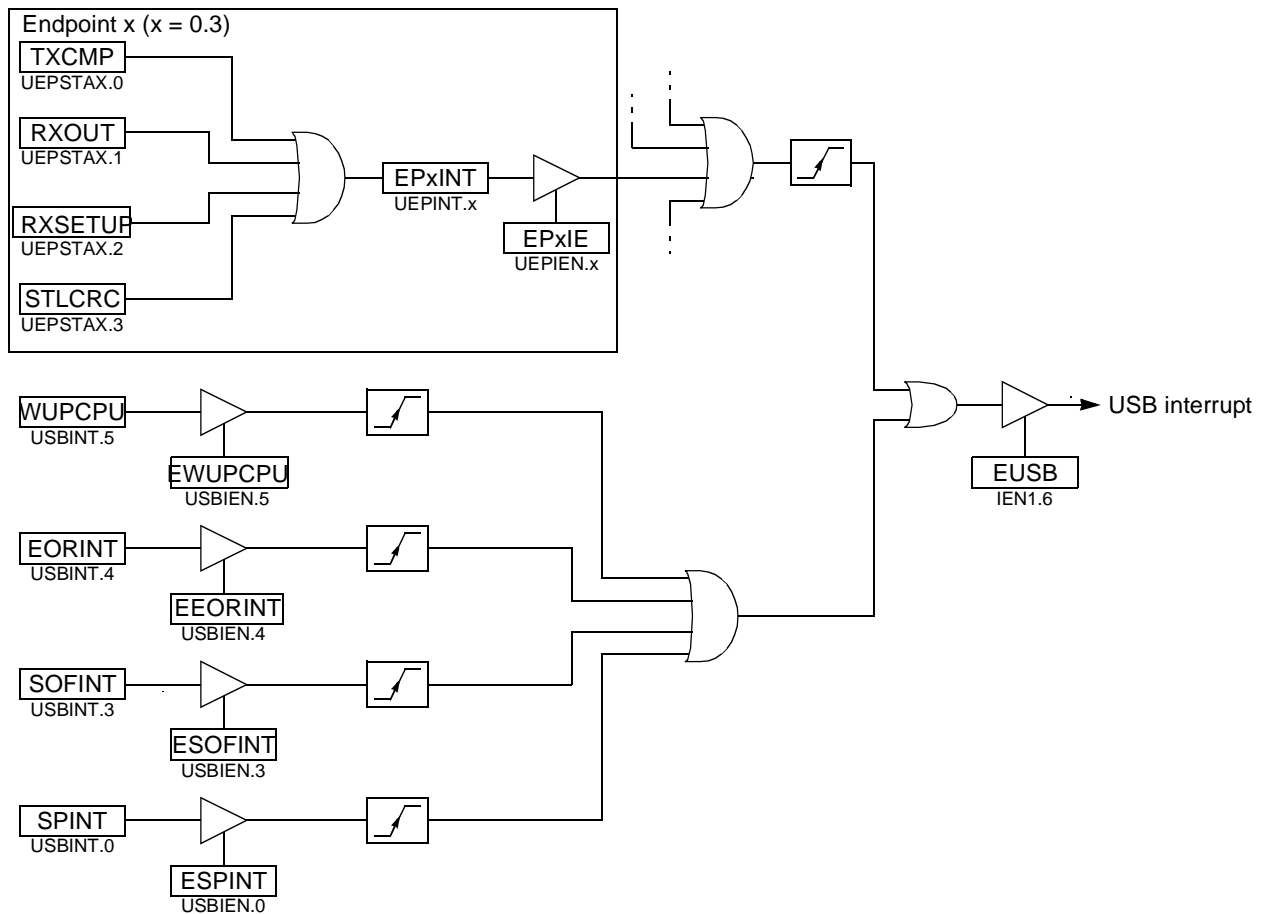 Endpoint x (x = 0.3)
TXCMP
UEPSTAX.0
RXOUT
UEPSTAX.1
RXSETUP
UEPSTAX.2
STLCRC
UEPSTAX.3
EPxINT
UEPINT.x
EPxIE
UEPIEN.x
WUPCPU
USBINT.5
EWUPCPU
USBIEN.5
EORINT
USBINT.4
EEORINT
USBIEN.4
SOFINT
USBINT.3
ESOFINT
USBIEN.3
SPINT
USBINT.0
ESPINT
USBIEN.0
USB interrupt
EUSB
IEN1.6